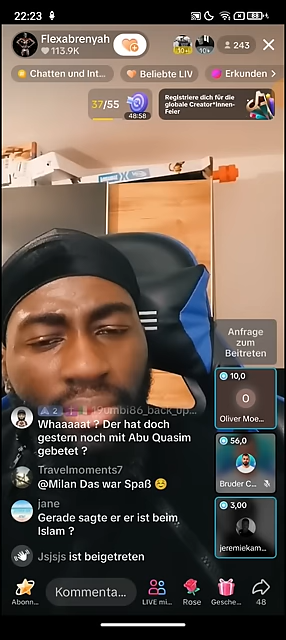 22:23
Flexabrenyah
113.9K
10+
10+
243
Chatten und Int...
Beliebte LIV
Erkunden >
37/55
48:58
Registriere dich für die
globale Creator*innen-
Feier
Anfrage
zum
Beitreten
10,0
O
Oliver Moe...
56,0
Bruder C...
3,00
jeremiekam...
Whaaaaat ? Der hat doch
gestern noch mit Abu Quasim
gebetet ?
Travelmoments7
@Milan Das war Spaß ☺️
jane
Gerade sagte er er ist beim
Islam ?
Jsjsjs ist beigetreten
Abonn...
Kommenta...
LIVE mi...
Rose
Gesche...
48